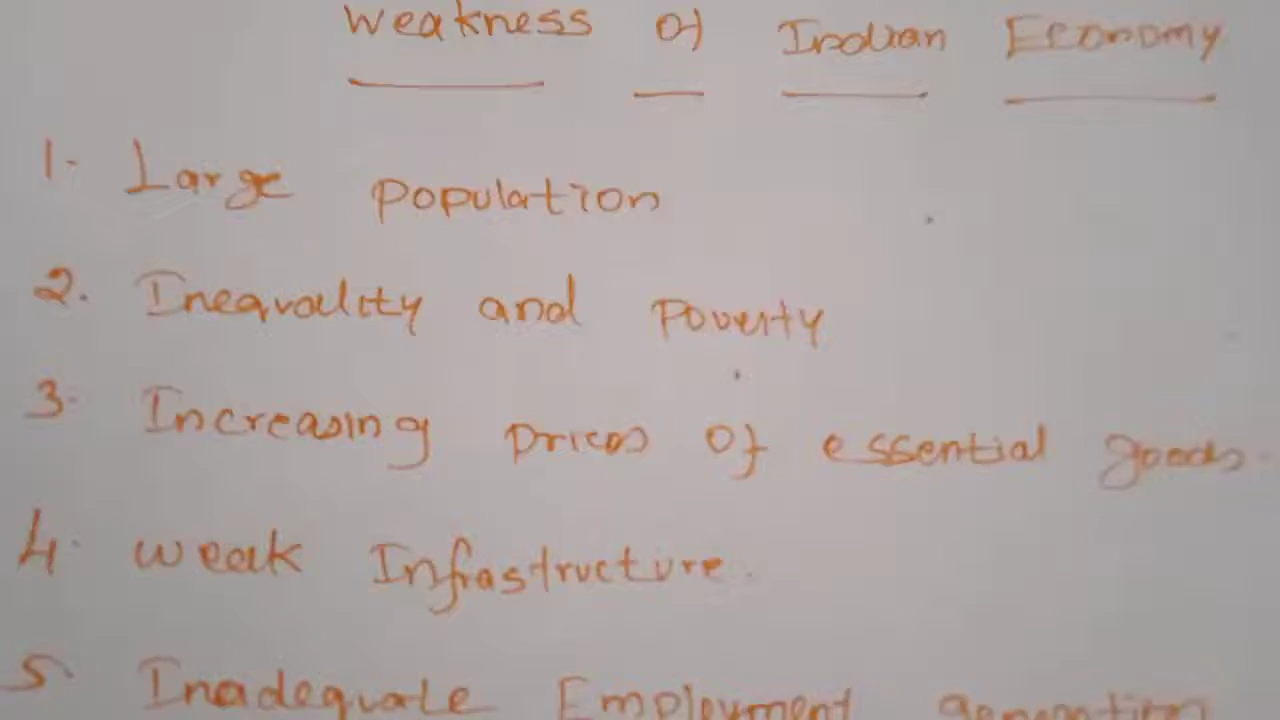 Weakness of Indian Economy
1. Large population
2. Inequality and Poverty
3. Increasing prices of essential goods.
4. Weak Infrastructure.
5. Inadequate Employment generation